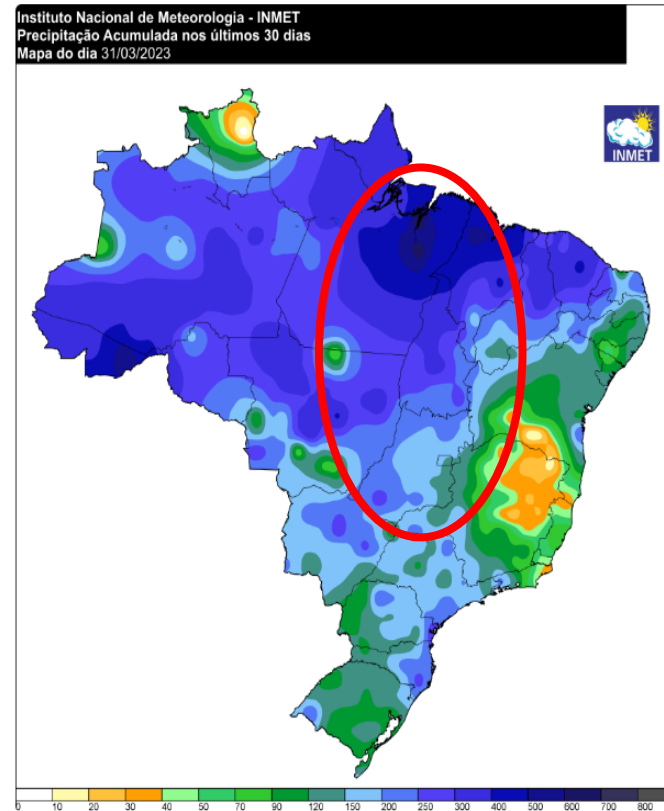 Instituto Nacional de Meteorologia - INMET
Precipitação Acumulada nos últimos 30 dias
Mapa do dia 31/03/2023
INMET
0 10 20 30 40 50 70 90 120 150 200 250 300 400 500 600 700 800